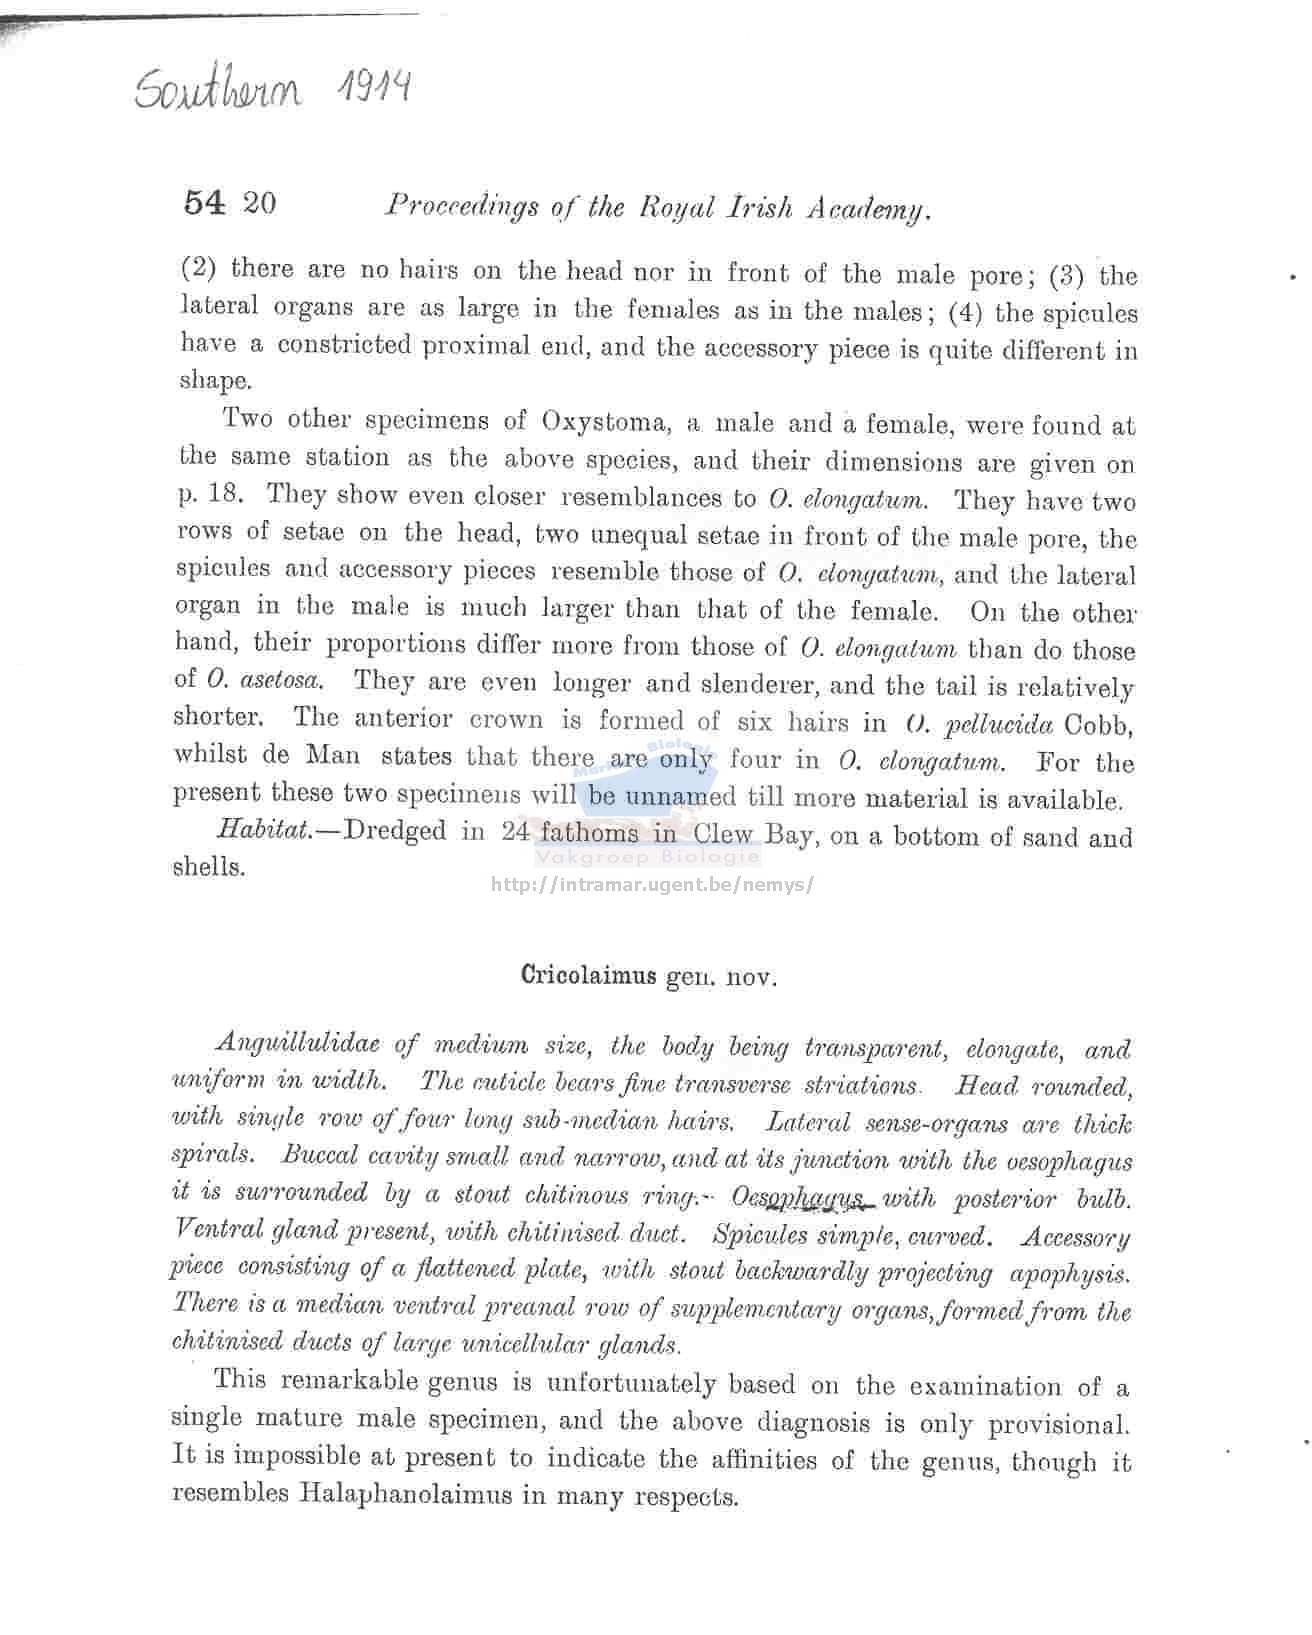 Southern 1914
54 20 Proceedings of the Royal Irish Academy.
(2) there are no hairs on the head nor in front of the male pore; (3) the
lateral organs are as large in the females as in the males; (4) the spicules
have a constricted proximal end, and the accessory piece is quite different in
shape.
Two other specimens of Oxystoma, a male and a female, were found at
the same station as the above species, and their dimensions are given on
p. 18. They show even closer resemblances to O. elongatum. They have two
rows of setae on the head, two unequal setae in front of the male pore, the
spicules and accessory pieces resemble those of O. elongatum, and the lateral
organ in the male is much larger than that of the female. On the other
hand, their proportions differ more from those of O. elongatum than do those
of O. asetosa. They are even longer and slenderer, and the tail is relatively
shorter. The anterior crown is formed of six hairs in O. pellucida Cobb,
whilst de Man states that there are only four in O. elongatum. For the
present these two specimens will be unnamed till more material is available.
Habitat.—Dredged in 24 fathoms in Clew Bay, on a bottom of sand and
shells.
Biologie
Vakgroep Biologie
http://intramar.ugent.be/nemys/
Cricolaimus gen. nov.
Anguillulidae of medium size, the body being transparent, elongate, and
uniform in width. The cuticle bears fine transverse striations. Head rounded,
with single row of four long sub-median hairs. Lateral sense-organs are thick
spirals. Buccal cavity small and narrow, and at its junction with the oesophagus
it is surrounded by a stout chitinous ring. Oesophagus with posterior bulb.
Ventral gland present, with chitinised duct. Spicules simple, curved. Accessory
piece consisting of a flattened plate, with stout backwardly projecting apophysis.
There is a median ventral preanal row of supplementary organs, formed from the
chitinised ducts of large unicellular glands.
This remarkable genus is unfortunately based on the examination of a
single mature male specimen, and the above diagnosis is only provisional.
It is impossible at present to indicate the affinities of the genus, though it
resembles Halaphanolaimus in many respects.